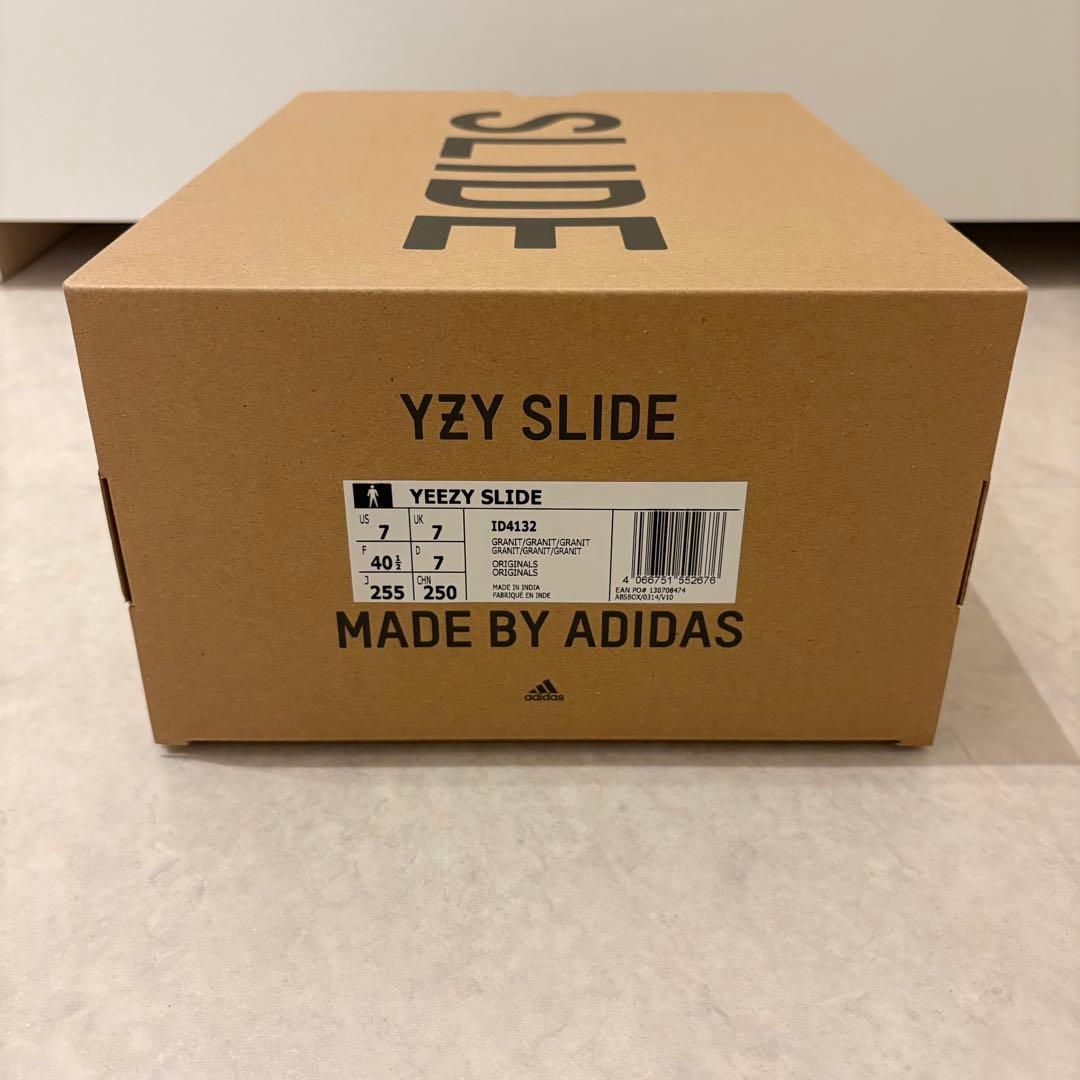 SLIDE
YZY SLIDE
YEEZY SLIDE
US 7 UK 7
F 40½ D 7
J 255 CHN 250
ID4132
GRANIT/GRANIT/GRANIT
GRANIT/GRANIT/GRANIT
ORIGINALS
ORIGINALS
MADE IN INDIA
FABRIQUÉ EN INDE
4 066751 552676
EAN PO# 130708474
ABSBOX/0314/V10
MADE BY ADIDAS
adidas